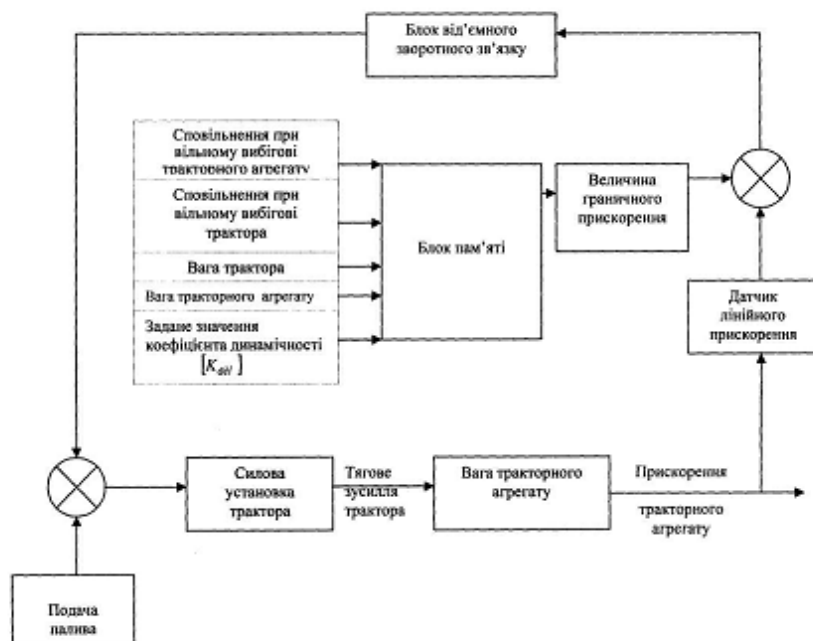 Блок від'ємного
зворотного зв'язку
Сповільнення при
вільному вибігові
тракторного агрегату
Сповільнення при
вільному вибігові
трактора
Вага трактора
Вага тракторного агрегату
Задане значення
коефіцієнта динамічності
Блок пам'яті
Величина
граничного
прискорення
Датчик
лінійного
прискорення
Силова
установка
трактора
Тягове
зусилля
трактора
Вага тракторного
агрегату
Прискорення
тракторного
агрегату
Подача
палива